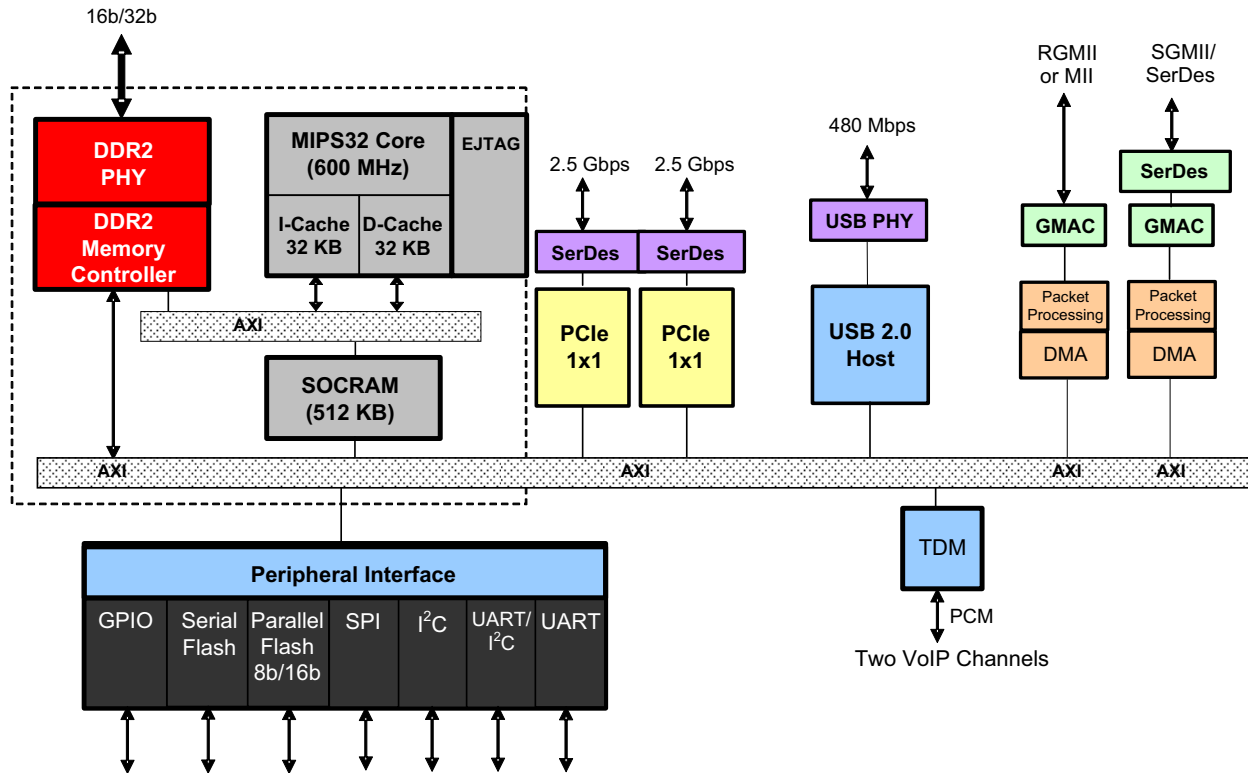 16b/32b
DDR2
PHY
DDR2
Memory
Controller
MIPS32 Core
(600 MHz)
EJTAG
I-Cache
32 KB
D-Cache
32 KB
AXI
SOCRAM
(512 KB)
2.5 Gbps
2.5 Gbps
SerDes
SerDes
PCIe
1x1
PCIe
1x1
480 Mbps
USB PHY
USB 2.0
Host
RGMII
or MII
GMAC
Packet
Processing
DMA
SGMII/
SerDes
SerDes
GMAC
Packet
Processing
DMA
AXI
AXI
AXI
AXI
Peripheral Interface
GPIO
Serial
Flash
Parallel
Flash
8b/16b
SPI
I²C
UART/
I²C
UART
TDM
PCM
Two VoIP Channels